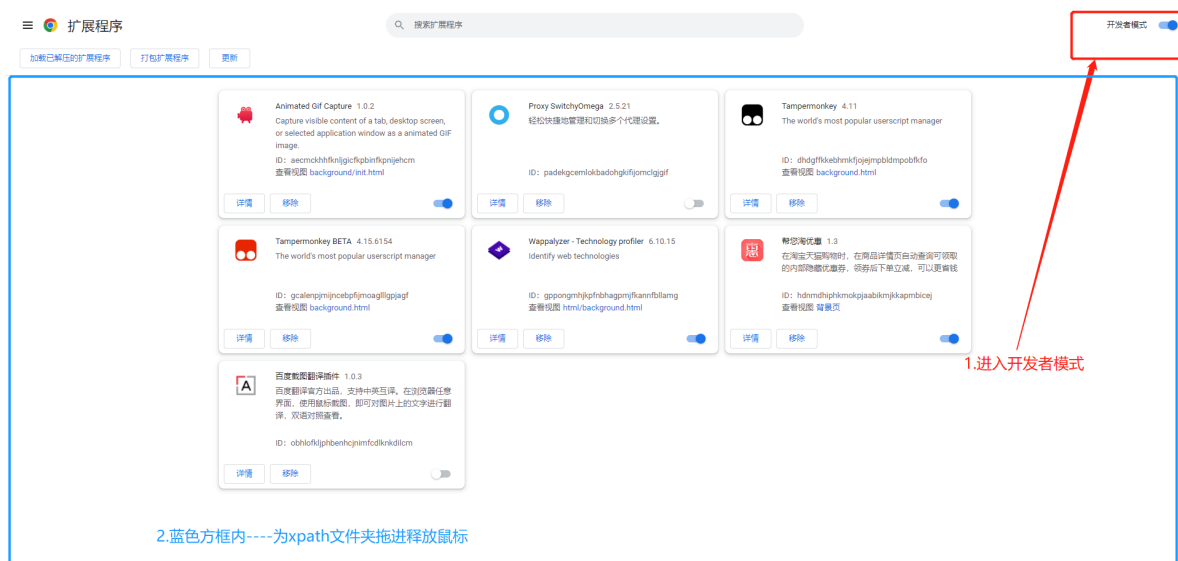 扩展程序
搜索扩展程序
开发者模式
加载已解压的扩展程序
打包扩展程序
更新
Animated Gif Capture 1.0.2
Capture visible content of a tab, desktop screen,
or selected application window as a animated GIF
image.
ID: aecmckhhfknljgicfkpbinfkpnijehcm
查看视图 background/init.html
详情
移除
Proxy SwitchyOmega 2.5.21
轻松快捷地管理和切换多个代理设置。
ID: padekgcemlokbadohgkifijomclgjgif
详情
移除
Tampermonkey 4.11
The world's most popular userscript manager
ID: dhdgffkkebhmkfjojejmpbldmpobfkfo
查看视图 background.html
详情
移除
Tampermonkey BETA 4.15.6154
The world's most popular userscript manager
ID: gcalenpjmijncebpfijmoaglllgpjagf
查看视图 background.html
详情
移除
Wappalyzer - Technology profiler 6.10.15
Identify web technologies
ID: gppongmhjkpfnbhagpmjfkannfbllamg
查看视图 html/background.html
详情
移除
惠
帮您淘优惠 1.3
在淘宝天猫购物时，在商品详情页自动查询可领取
的内部隐藏优惠券，领券后下单立减，可以更省钱
ID: hdnmdhiphkmokpjaabikmjkkapmbicej
查看视图 背景页
详情
移除
1.进入开发者模式
A
百度截图翻译插件 1.0.3
百度翻译官方出品，支持中英互译。在浏览器任意
界面，使用鼠标截图，即可对图片上的文字进行翻
译，双语对照查看。
ID: obhlofkljphbenhcjnimfcdlknkdilcm
详情
移除
2.蓝色方框内----为xpath文件夹拖进释放鼠标